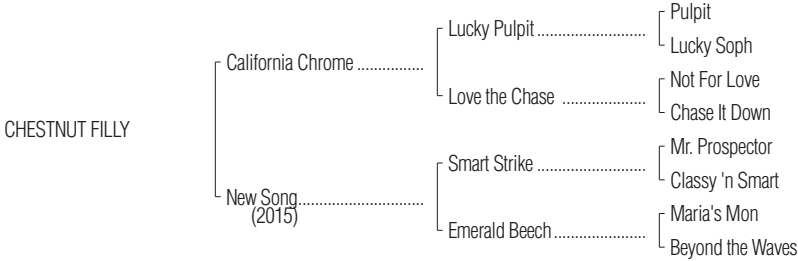 Pulpit
Lucky Pulpit ..........................
Lucky Soph
California Chrome ................
Not For Love
Love the Chase ....................
Chase It Down
CHESTNUT FILLY
Mr. Prospector
Smart Strike ..........................
Classy 'n Smart
New Song..............................
(2015)
Maria's Mon
Emerald Beech......................
Beyond the Waves